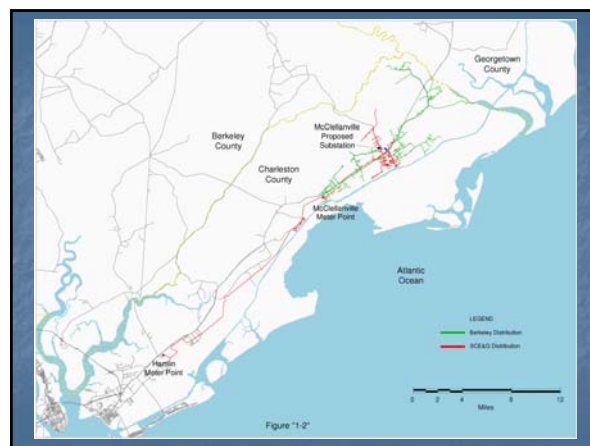 Georgetown
County
Berkeley
County
McClellanville
Proposed
Substation
Charleston
County
McClellanville
Meter Point
Atlantic
Ocean
LEGEND
Berkeley Distribution
SCE&G Distribution
Hamlin
Meter Point
0 2 4 8 12
Miles
Figure "1-2"